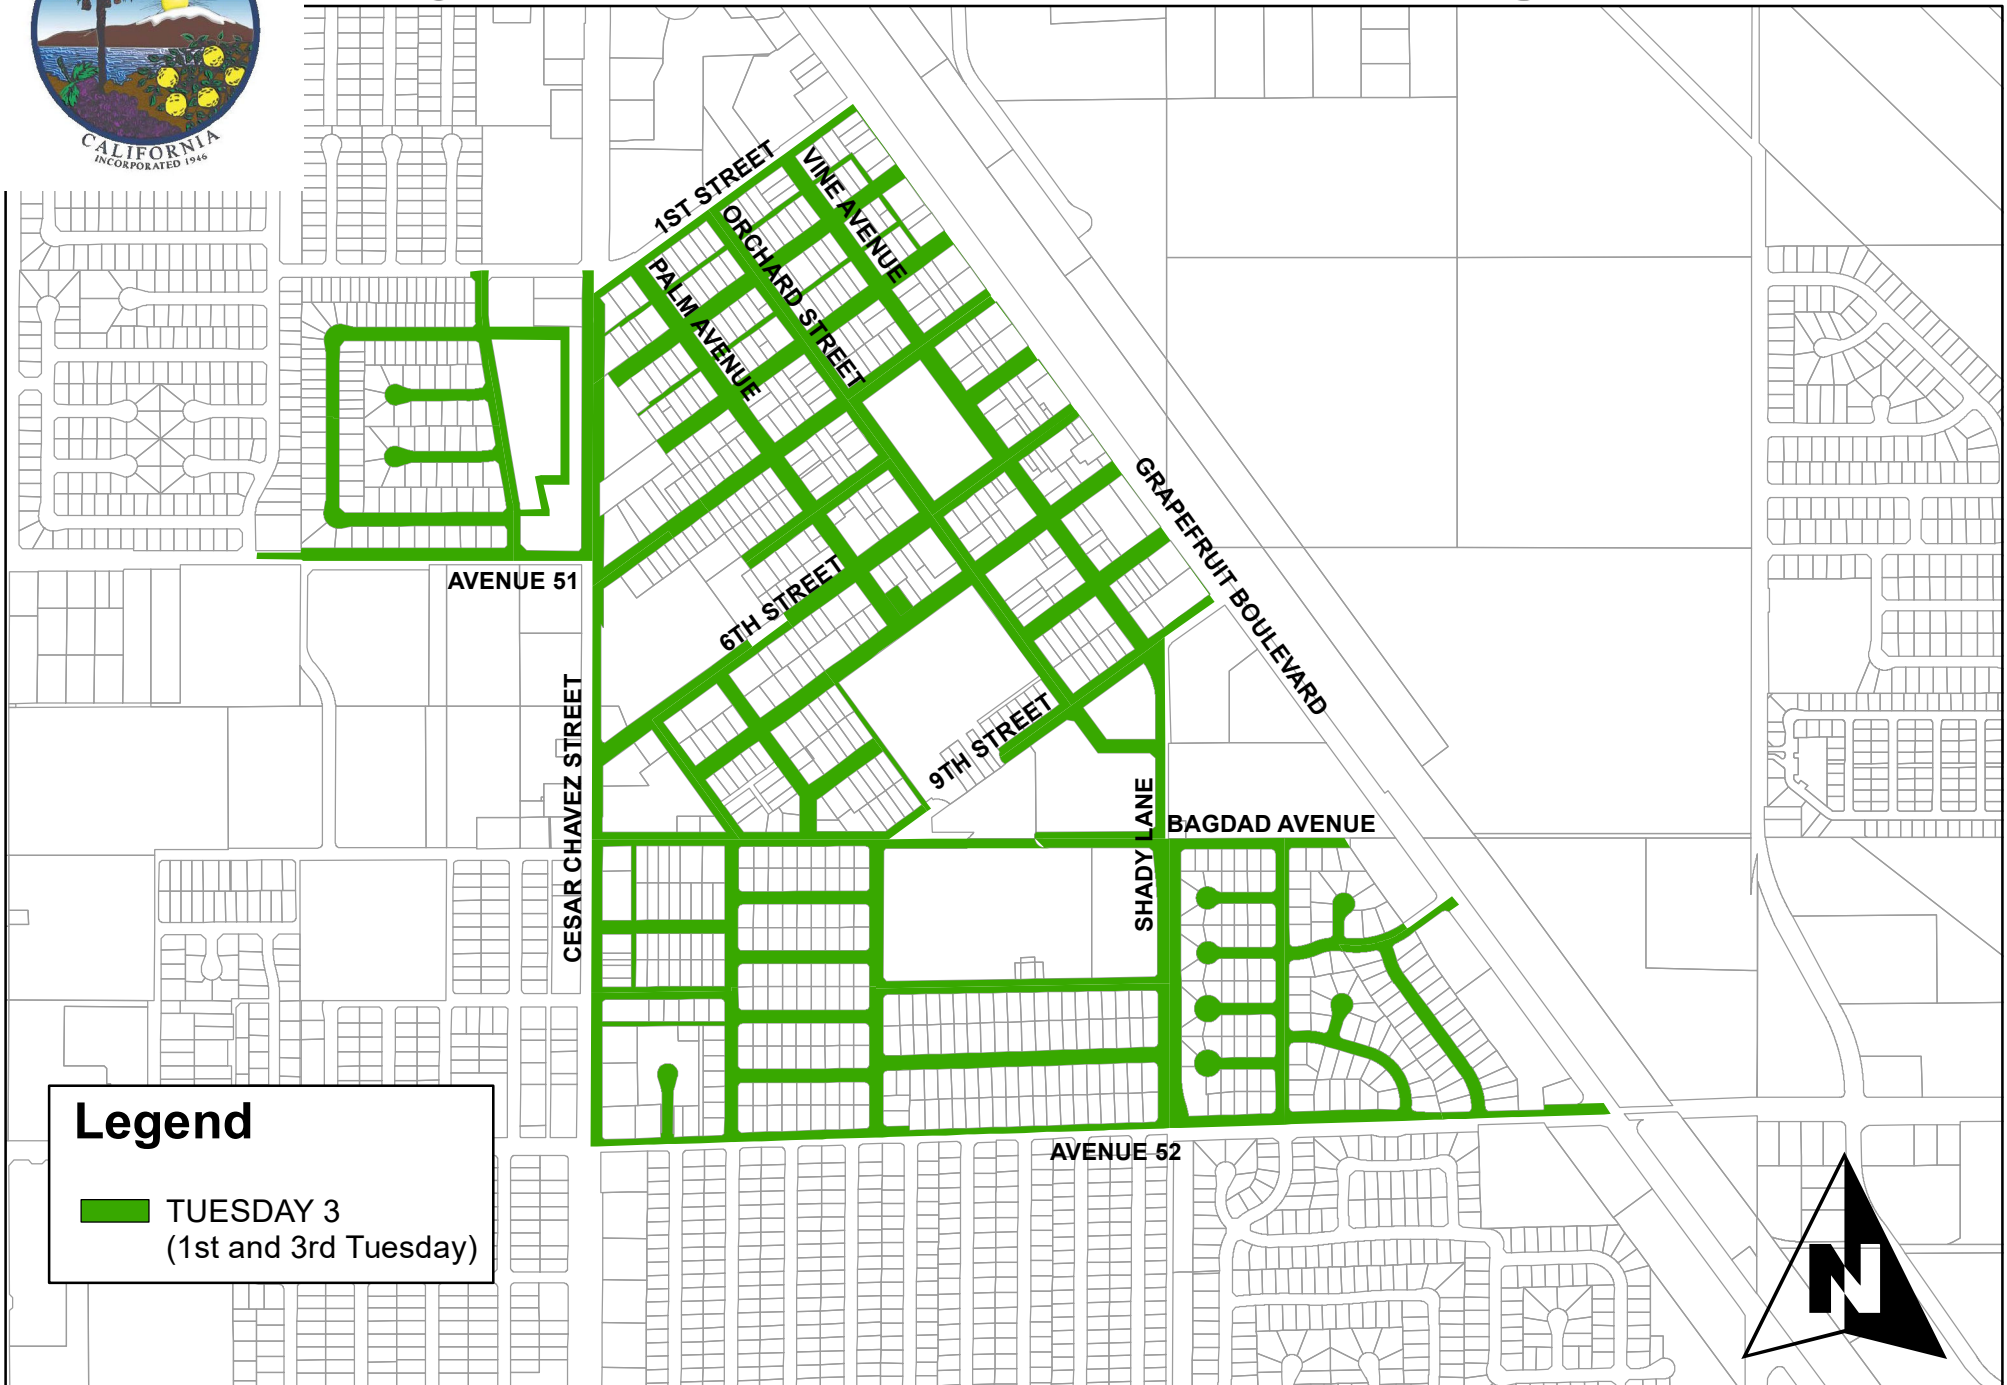 CALIFORNIA
INCORPORATED 1946
1ST STREET
VINE AVENUE
ORCHARD STREET
PALM AVENUE
GRAPEFRUIT BOULEVARD
AVENUE 51
6TH STREET
CESAR CHAVEZ STREET
9TH STREET
SHADY LANE
BAGDAD AVENUE
AVENUE 52
Legend
TUESDAY 3
(1st and 3rd Tuesday)
N